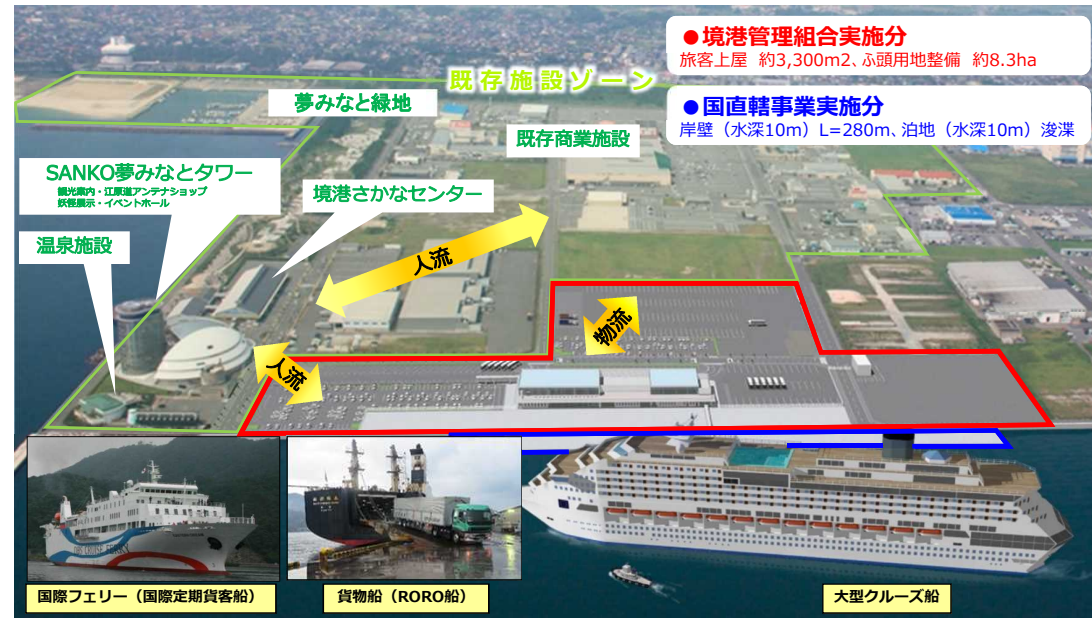 ●境港管理組合実施分
旅客上屋 約3,300m2、ふ頭用地整備 約8.3ha
●国直轄事業実施分
岸壁（水深10m）L=280m、泊地（水深10m）浚渫
既存施設ゾーン
夢みなと緑地
既存商業施設
SANKO夢みなとタワー
観光案内・江原道アンテナショップ
妖怪展示・イベントホール
境港さかなセンター
温泉施設
人流
物流
人流
国際フェリー（国際定期貨客船）
貨物船（RORO船）
大型クルーズ船